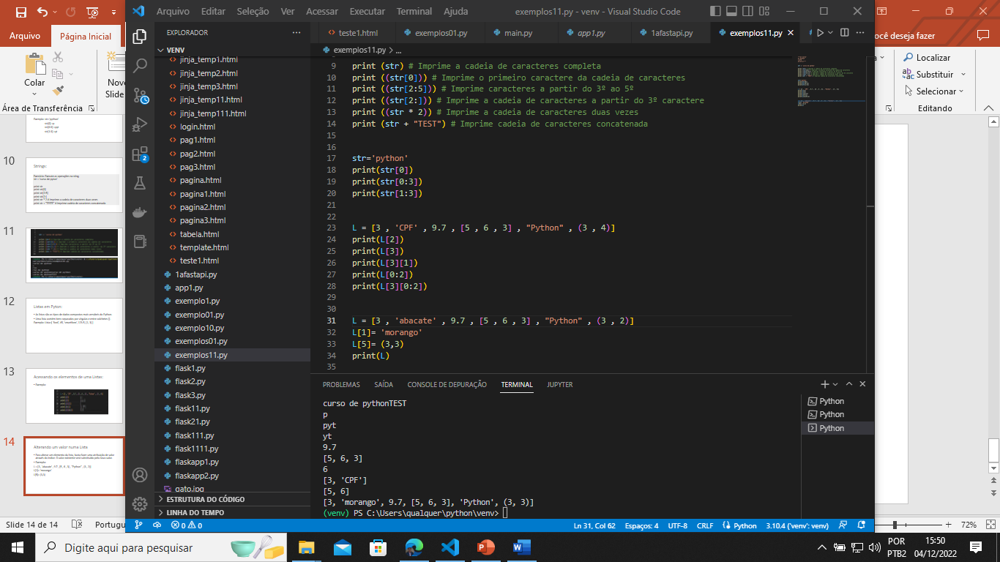 Arquivo Editar Seleção Ver Acessar Executar Terminal Ajuda
exemplos11.py - venv - Visual Studio Code
Arquivo
Página Inicial
ocê deseja fazer
Colar
Novo
Slide
Área de Transferência
Localizar
Substituir
Selecionar
Editando
10
Strings:
11
12
Listas em Pyton:
13
Acessando os elementos de uma Listas:
Exemplo:
14
Alterando um valor numa Lista
Slide 14 de 14
Portugu
72%
EXPLORADOR
VENV
jinja_temp1.html
jinja_temp2.html
jinja_temp3.html
jinja_temp11.html
jinja_temp111.html
login.html
pag1.html
pag2.html
pag3.html
pagina.html
pagina1.html
pagina2.html
pagina3.html
tabela.html
template.html
teste1.html
1afastapi.py
app1.py
exemplo1.py
exemplo01.py
exemplo10.py
exemplos01.py
exemplos11.py
flask1.py
flask2.py
flask3.py
flask11.py
flask21.py
flask111.py
flask1111.py
flaskapp1.py
flaskapp2.py
gato.jpg
ESTRUTURA DO CÓDIGO
LINHA DO TEMPO
2
teste1.html exemplos01.py main.py app1.py 1afastapi.py exemplos11.py
exemplos11.py > ...
9 print (str) # Imprime a cadeia de caracteres completa
10 print ((str[0])) # Imprime o primeiro caractere da cadeia de caracteres
11 print ((str[2:5])) # Imprime caracteres a partir do 3º ao 5º
12 print ((str[2:])) # Imprime a cadeia de caracteres a partir do 3º caractere
13 print ((str * 2)) # Imprime a cadeia de caracteres duas vezes
14 print (str + "TEST") # Imprime cadeia de caracteres concatenada
15
16
17 str='python'
18 print(str[0])
19 print(str[0:3])
20 print(str[1:3])
21
22
23 L = [3 , 'CPF' , 9.7 , [5 , 6 , 3] , "Python" , (3 , 4)]
24 print(L[2])
25 print(L[3])
26 print(L[3][1])
27 print(L[0:2])
28 print(L[3][0:2])
29
30
31 L = [3 , 'abacate' , 9.7 , [5 , 6 , 3] , "Python" , (3 , 2)]
32 L[1]= 'morango'
33 L[5]= (3,3)
34 print(L)
35
PROBLEMAS SAÍDA CONSOLE DE DEPURAÇÃO TERMINAL JUPYTER
curso de pythonTEST
p
pyt
yt
9.7
[5, 6, 3]
6
[3, 'CPF']
[5, 6]
[3, 'morango', 9.7, [5, 6, 3], 'Python', (3, 3)]
(venv) PS C:\Users\qualquer\python\venv>
Python
Python
Python
0 0
Ln 31, Col 62 Espaços: 4 UTF-8 CRLF Python 3.10.4 ('venv': venv)
Digite aqui para pesquisar
POR
PTB2
15:50
04/12/2022